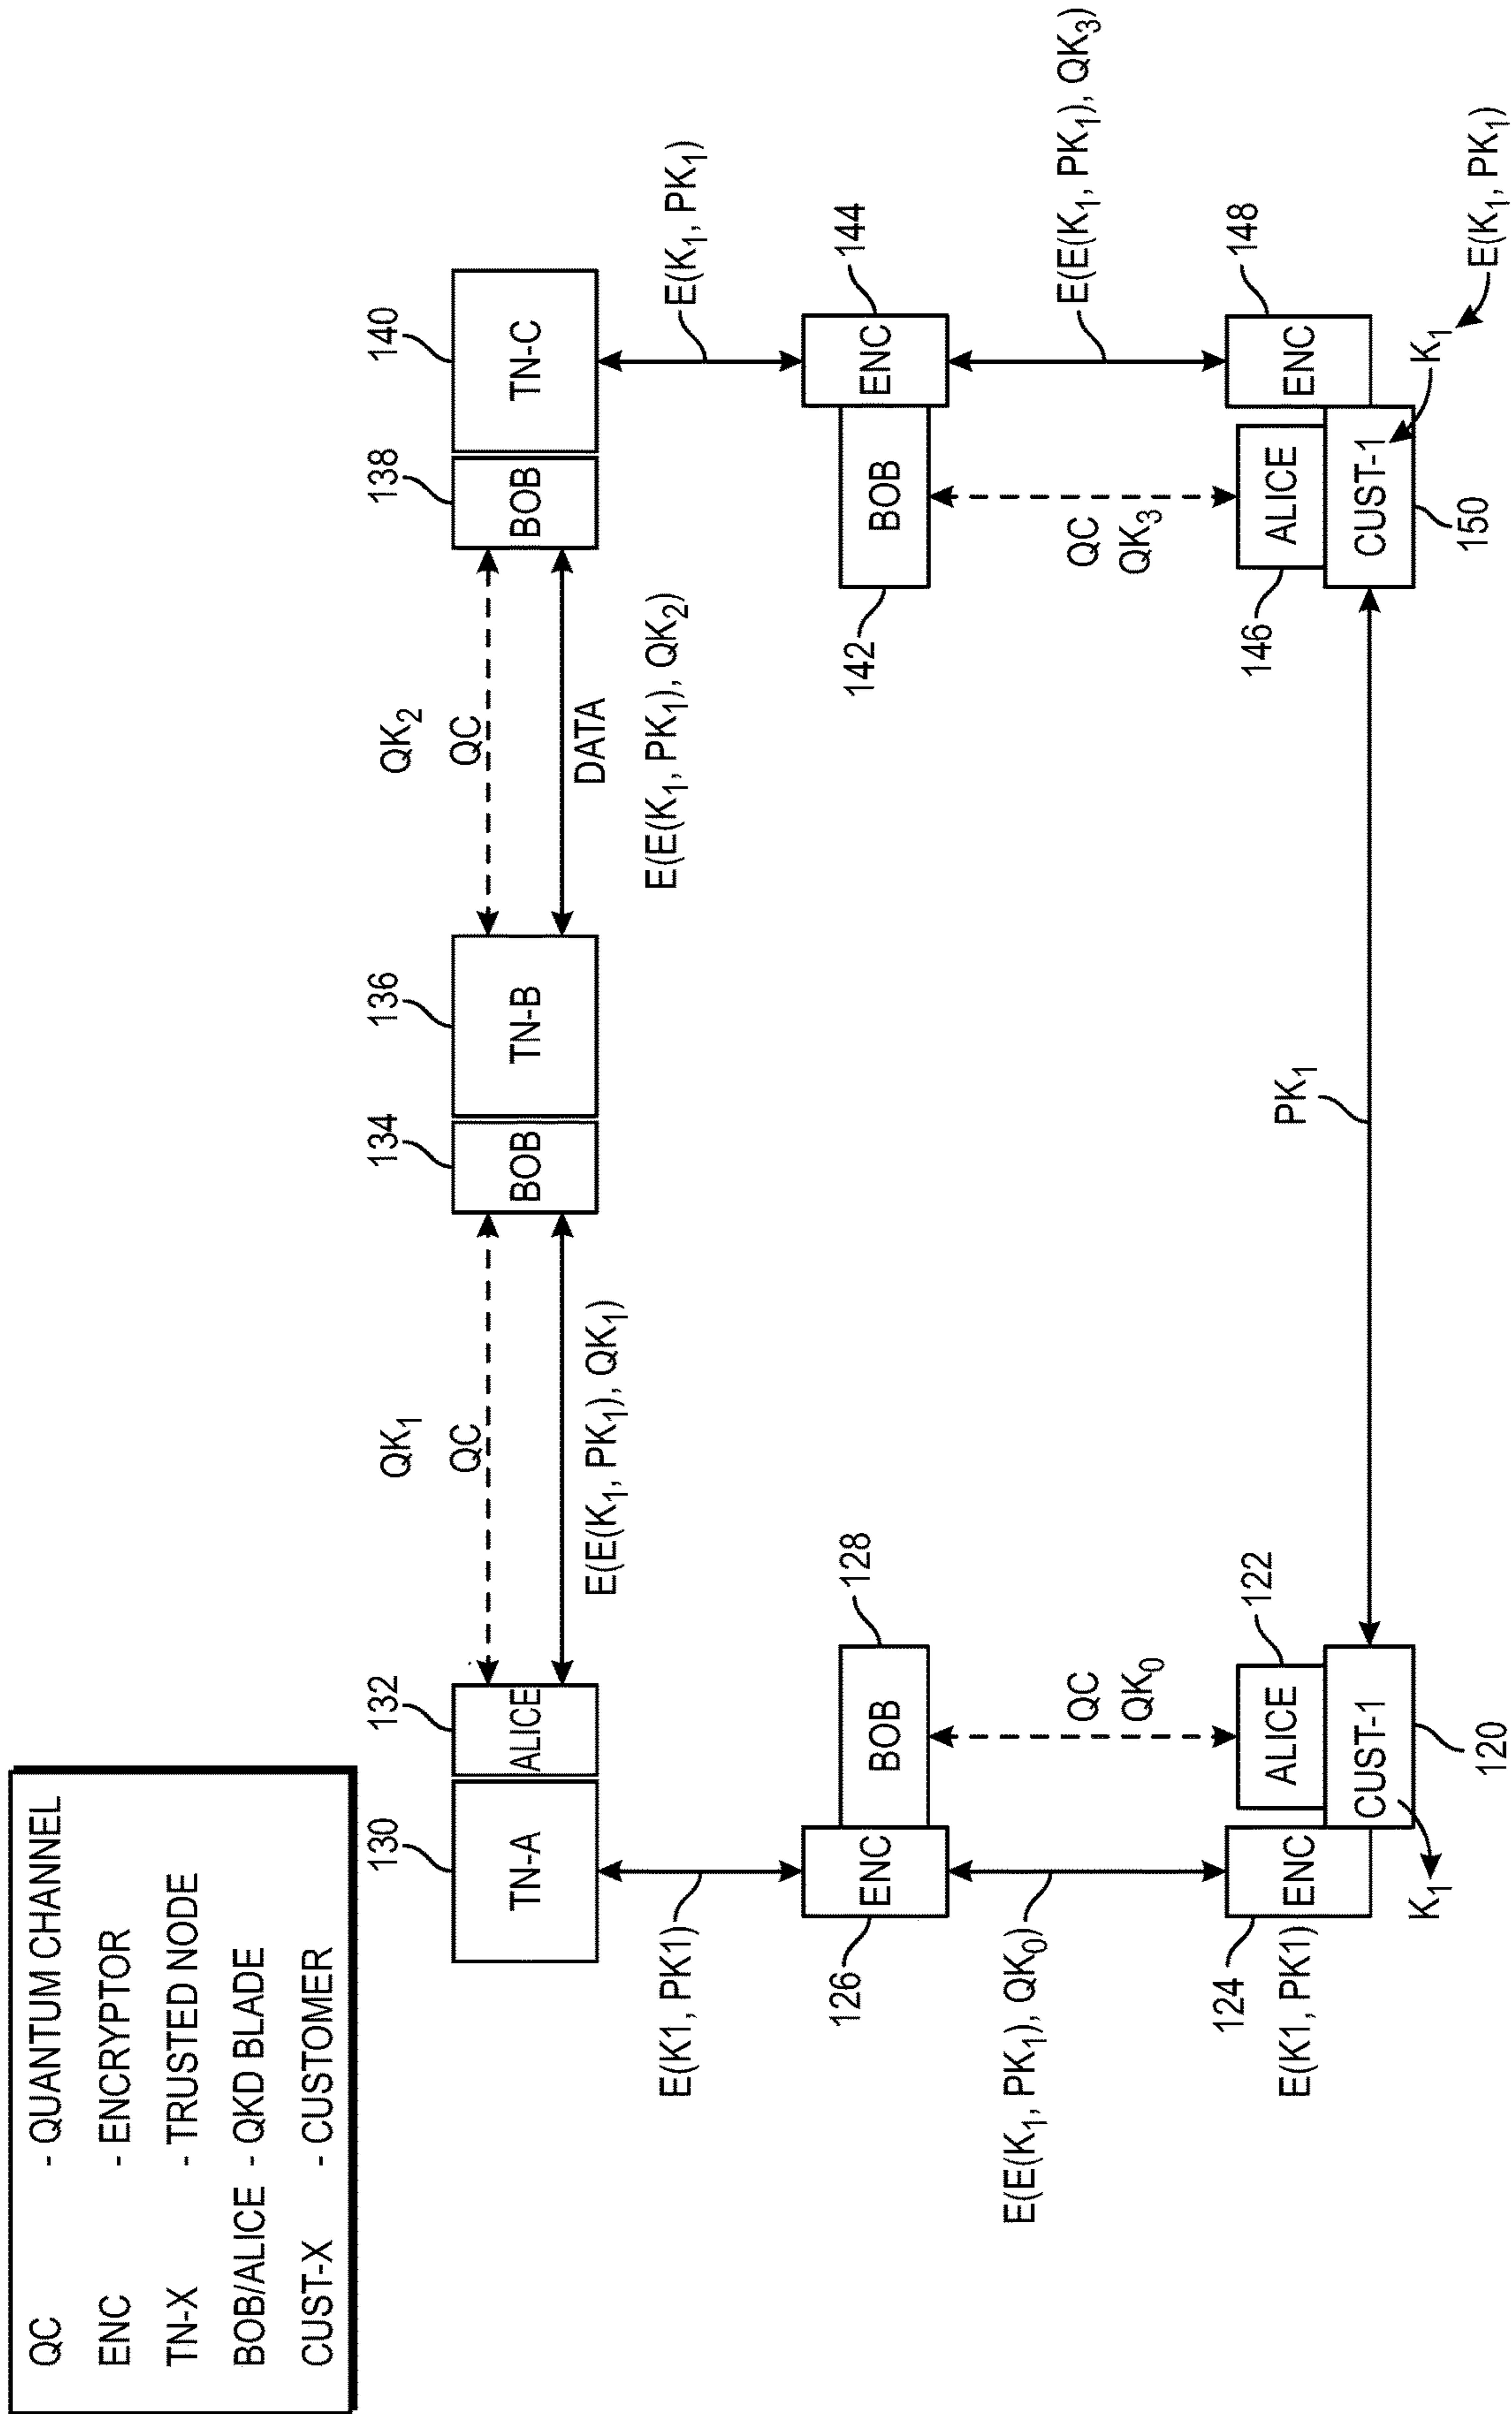 QC - QUANTUM CHANNEL
ENC - ENCRYPTOR
TN-X - TRUSTED NODE
BOB/ALICE - QKD BLADE
CUST-X - CUSTOMER
130
132
134
136
138
140
TN-A
ALICE
BOB
TN-B
BOB
TN-C
QK₁
QC
E(E(K₁, PK₁), QK₁)
QK₂
QC
DATA
E(E(K₁, PK₁), QK₂)
E(K1, PK1)
E(K₁, PK₁)
126
ENC
BOB
128
142
BOB
ENC
144
E(E(K₁, PK₁), QK₀)
QC
QK₀
QC
QK₃
E(E(K₁, PK₁), QK₃)
124
E(K1, PK1)
ENC
ALICE
122
CUST-1
120
K₁
PK₁
146
ALICE
ENC
148
CUST-1
150
K₁
E(K₁, PK₁)